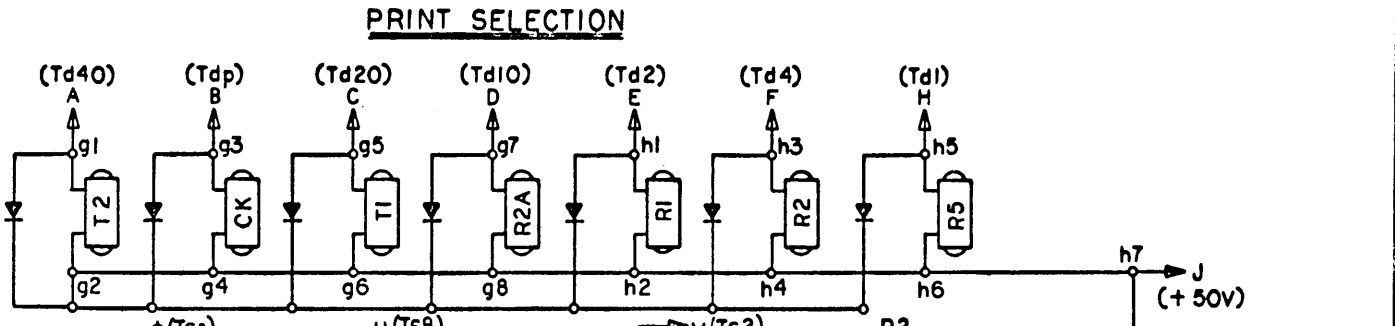 PRINT SELECTION
(Td40) (Tdp) (Td20) (Td10) (Td2) (Td4) (Td1)
A B C D E F H
g1 g3 g5 g7 h1 h3 h5
T2 CK T1 R2A R1 R2 R5
h7 J
g2 g4 g6 g8 h2 h4 h6
(+50V)